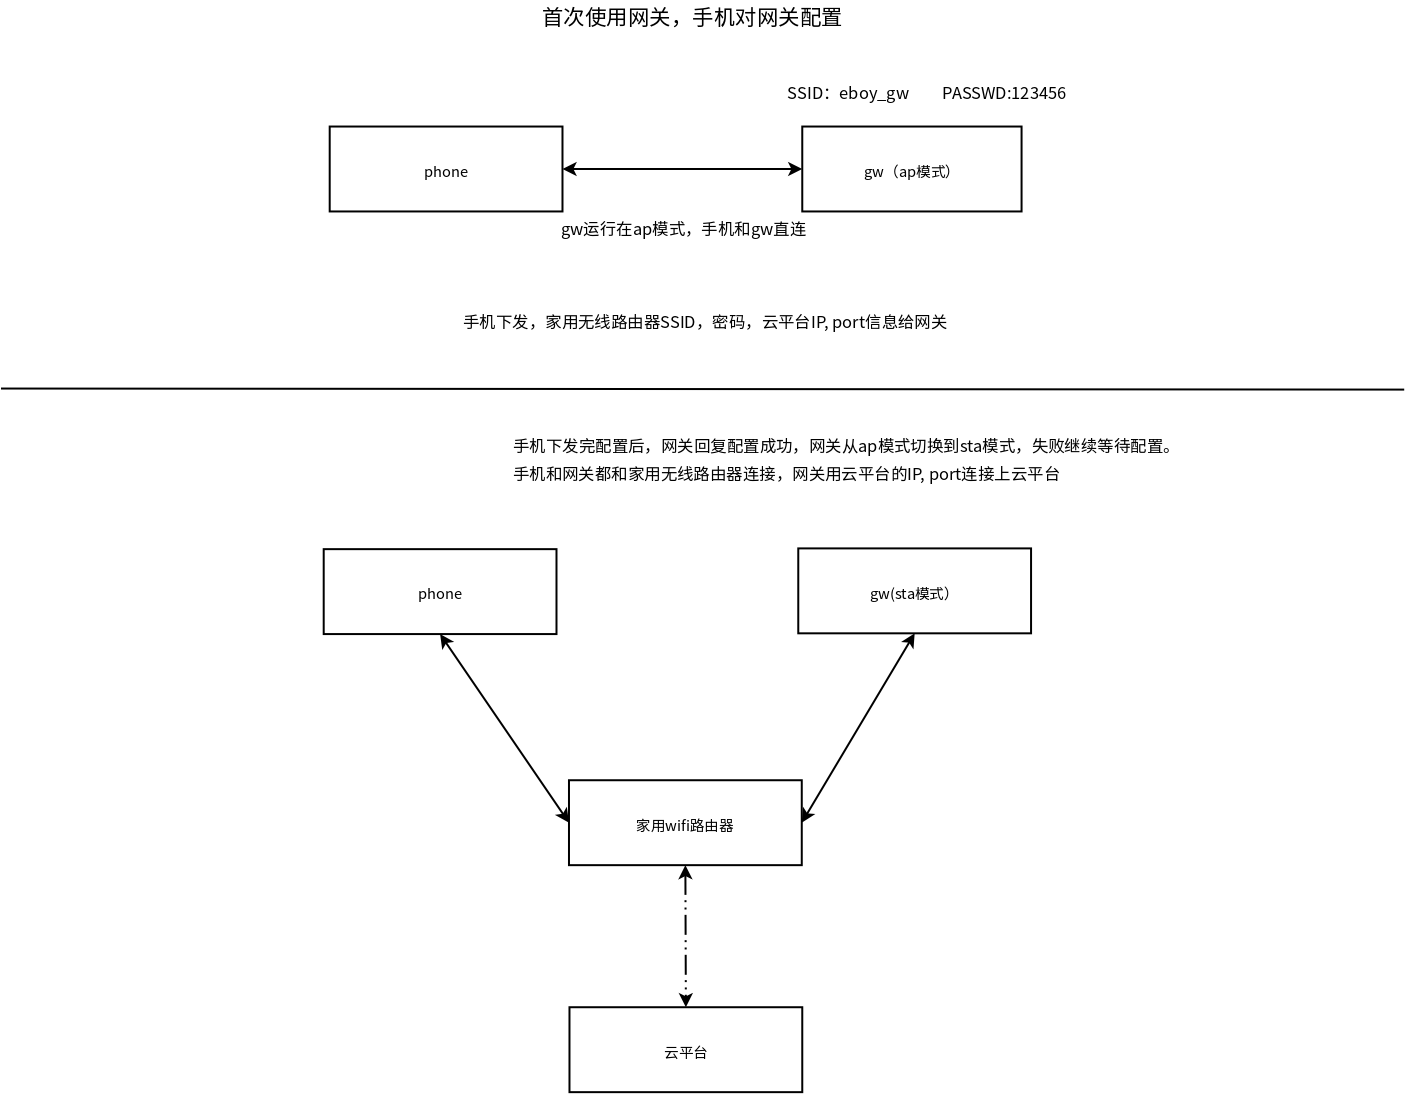 首次使用网关，手机对网关配置
SSID：eboy_gw PASSWD:123456
phone
gw（ap模式）
gw运行在ap模式，手机和gw直连
手机下发，家用无线路由器SSID，密码，云平台IP, port信息给网关
手机下发完配置后，网关回复配置成功，网关从ap模式切换到sta模式，失败继续等待配置。
手机和网关都和家用无线路由器连接，网关用云平台的IP, port连接上云平台
phone
gw(sta模式）
家用wifi路由器
云平台